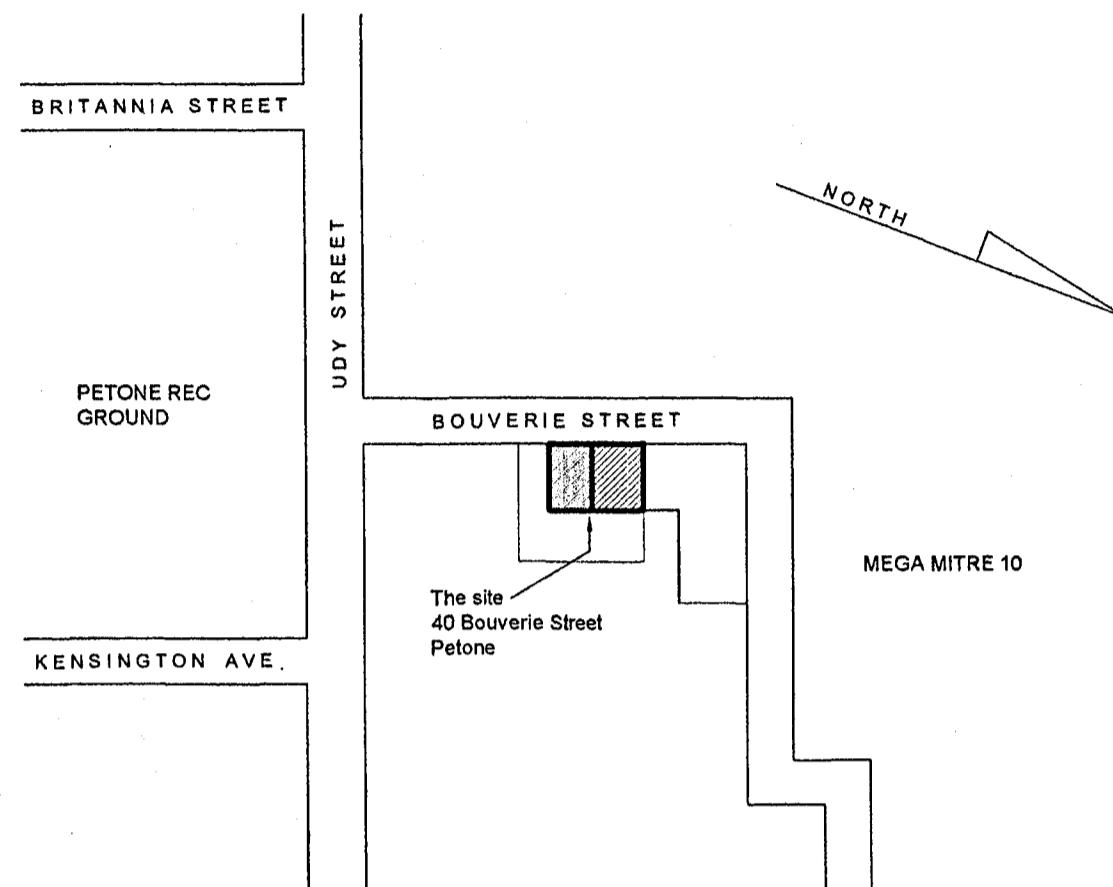 BRITANNIA STREET
NORTH
UDY STREET
PETONE REC
GROUND
BOUVERIE STREET
MEGA MITRE 10
The site
40 Bouverie Street
Petone
KENSINGTON AVE.